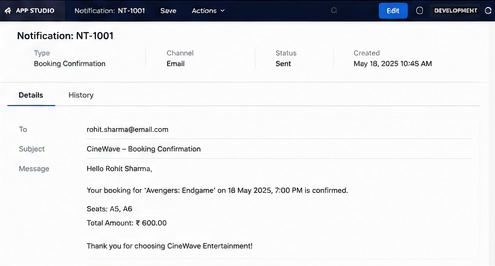 APP STUDIO Notification: NT-1001 Save Actions Edit DEVELOPMENT
Notification: NT-1001
Type Channel Status Created
Booking Confirmation Email Sent May 18, 2025 10:45 AM
Details History
To rohit.sharma@email.com
Subject CineWave – Booking Confirmation
Message Hello Rohit Sharma,
Your booking for 'Avengers: Endgame' on 18 May 2025, 7:00 PM is confirmed.
Seats: A5, A6
Total Amount: ₹ 600.00
Thank you for choosing CineWave Entertainment!